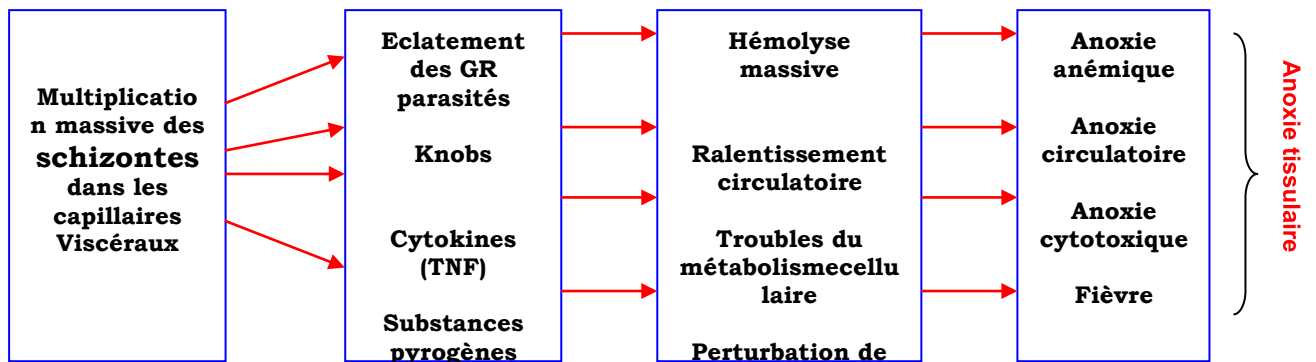 Multiplicatio
n massive des
schizontes
dans les
capillaires
Viscéraux
Eclatement
des GR
parasités
Knobs
Cytokines
(TNF)
Substances
pyrogènes
Hémolyse
massive
Ralentissement
circulatoire
Troubles du
métabolismecellu
laire
Perturbation de
Anoxie
anémique
Anoxie
circulatoire
Anoxie
cytotoxique
Fièvre
Anoxie tissulaire